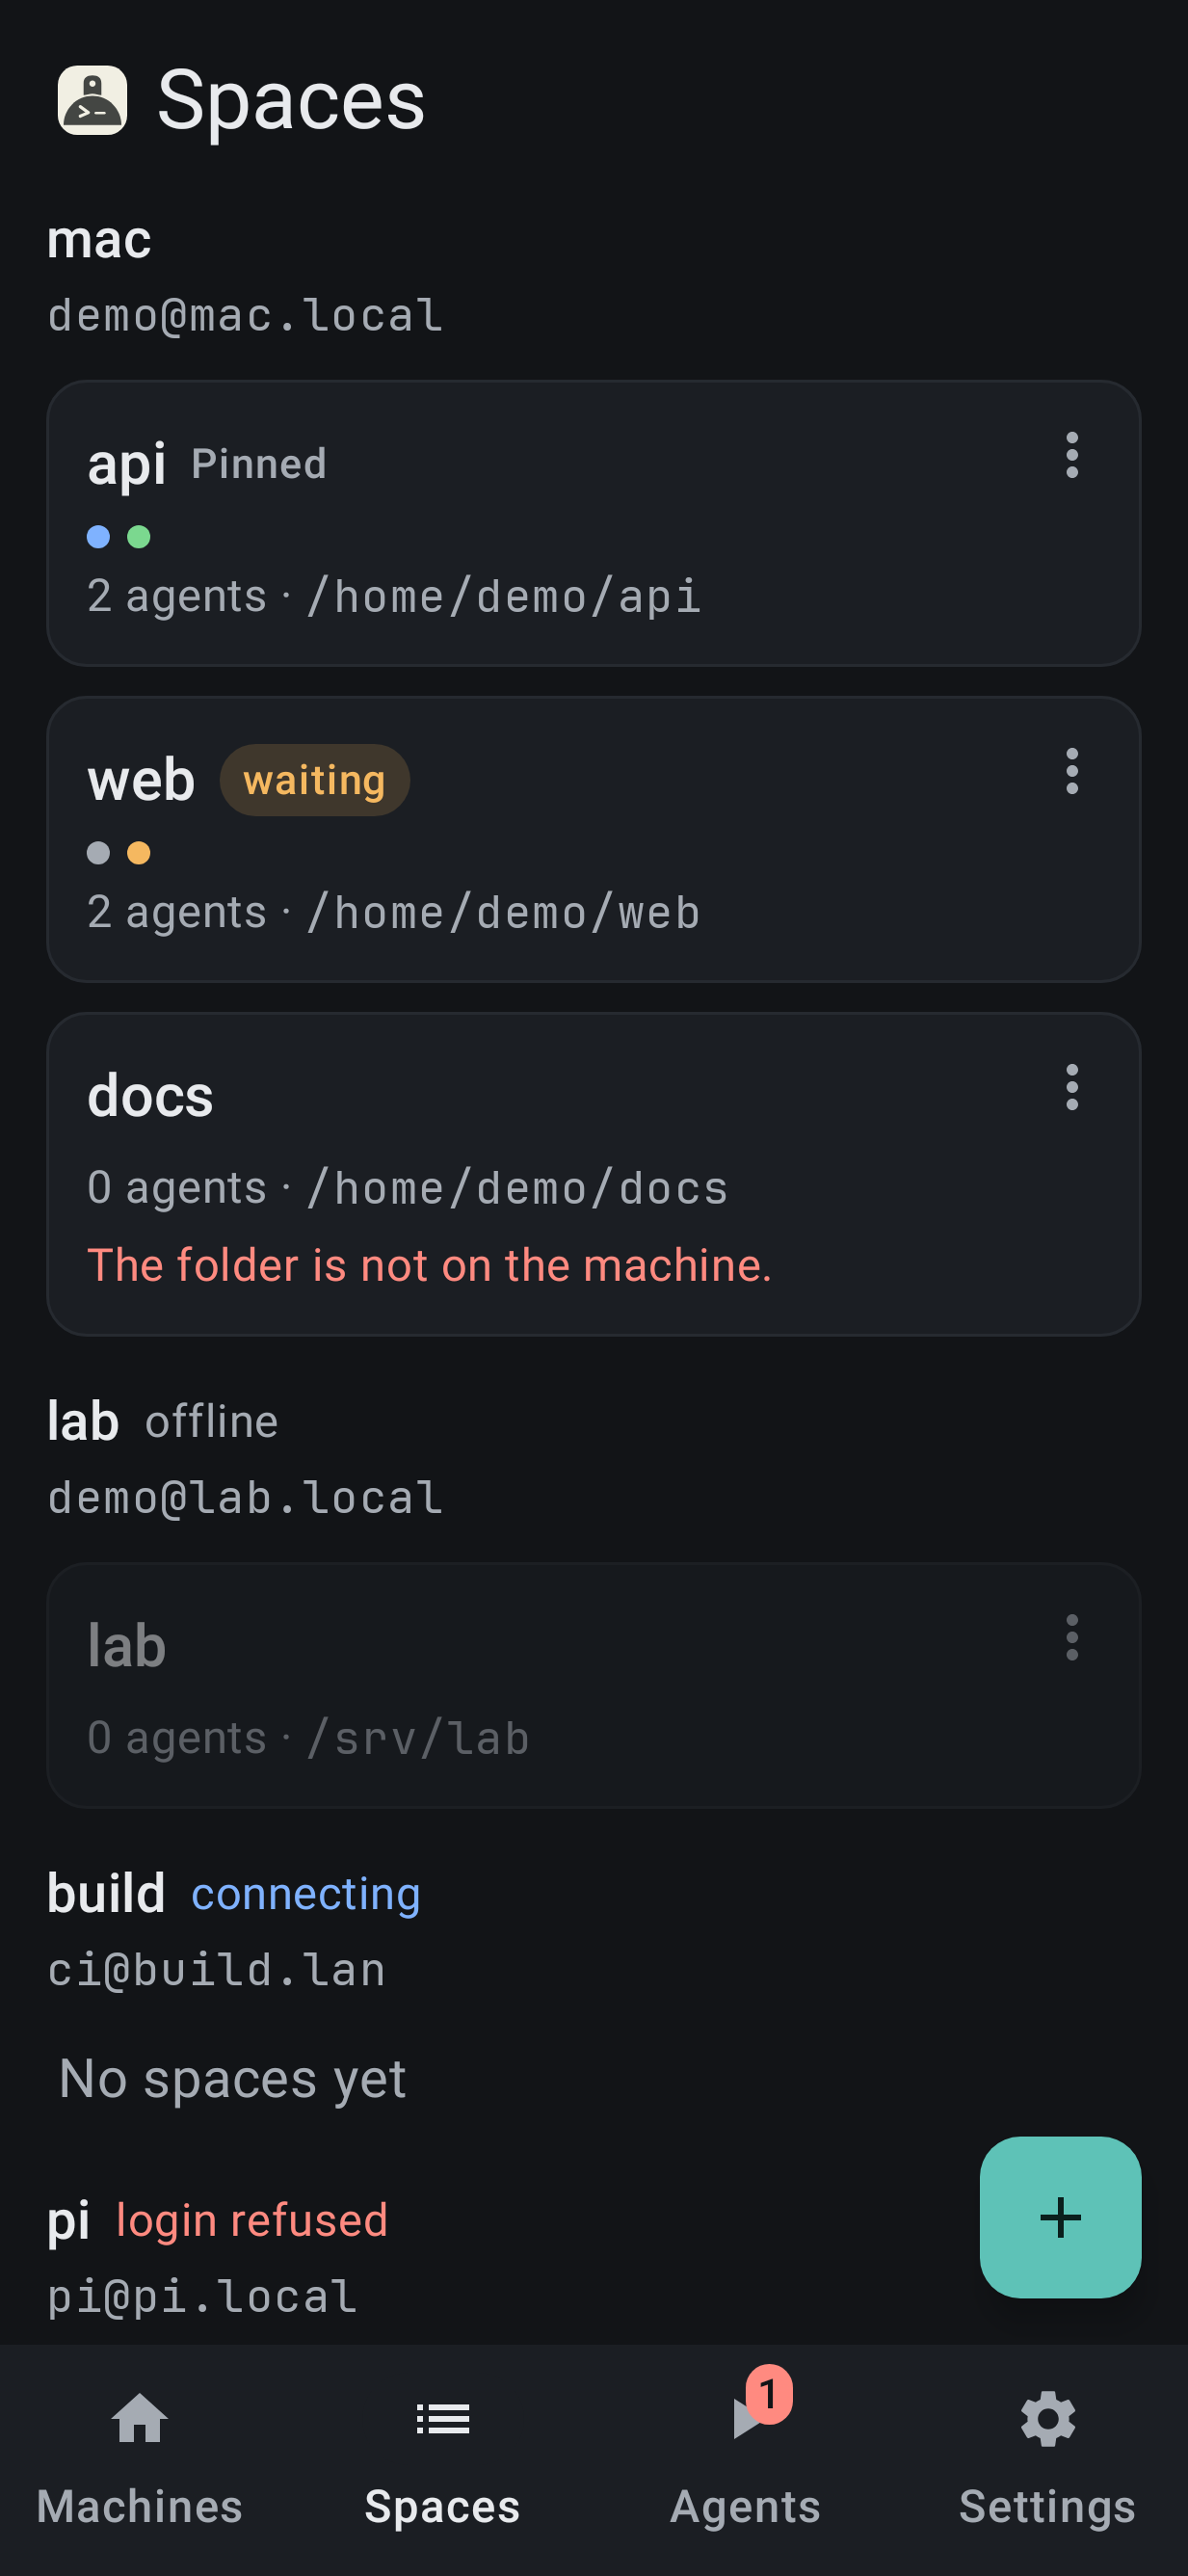 Spaces
mac
demo@mac.local
api Pinned
2 agents · /home/demo/api
web waiting
2 agents · /home/demo/web
docs
0 agents · /home/demo/docs
The folder is not on the machine.
lab offline
demo@lab.local
lab
0 agents · /srv/lab
build connecting
ci@build.lan
No spaces yet
pi login refused
pi@pi.local
1
Machines Spaces Agents Settings